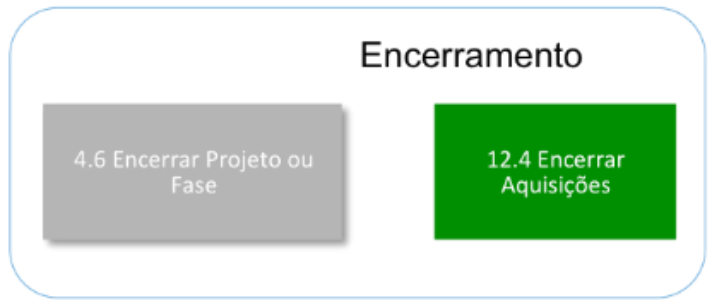 Encerramento
4.6 Encerrar Projeto ou
Fase
12.4 Encerrar
Aquisições